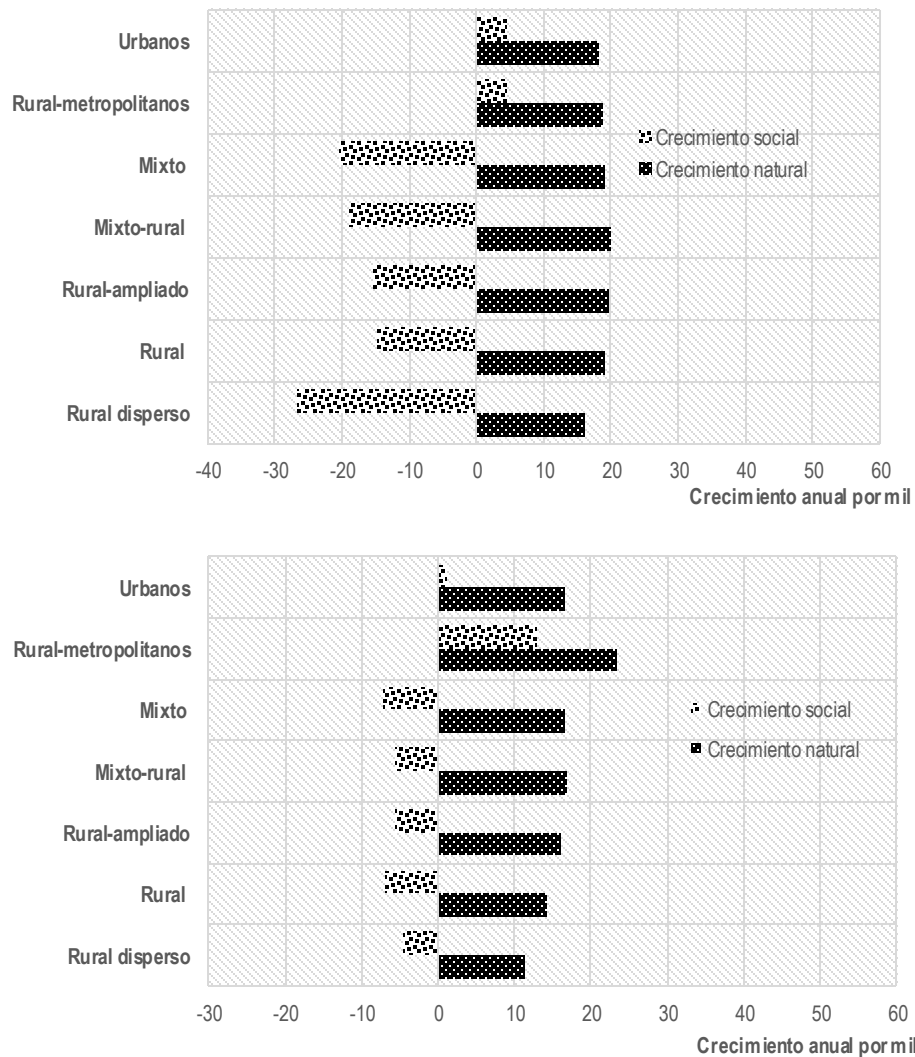 Urbanos
Rural-metropolitanos
Mixto
Mixto-rural
Rural-ampliado
Rural
Rural disperso
Crecimiento social
Crecimiento natural
-40 -30 -20 -10 0 10 20 30 40 50 60
Crecimiento anual por mil
Urbanos
Rural-metropolitanos
Mixto
Mixto-rural
Rural-ampliado
Rural
Rural disperso
Crecimiento social
Crecimiento natural
-30 -20 -10 0 10 20 30 40 50 60
Crecimiento anual por mil